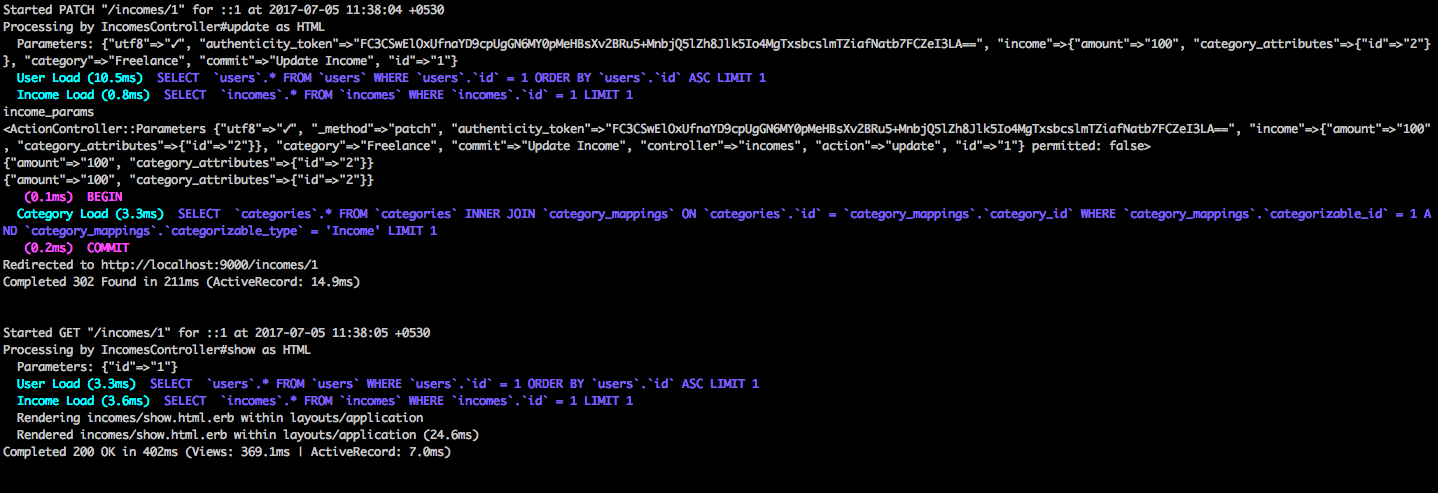 Started PATCH "/incomes/1" for ::1 at 2017-07-05 11:38:04 +0530
Processing by IncomesController#update as HTML
  Parameters: {"utf8"=>"✓", "authenticity_token"=>"FC3CSwElOxUfnaYD9cpUgGN6MY0pMeHBsXv2BRu5+MnbjQ5lZh8Jlk5Io4MgTxsbcslmTZiafNatb7FCZeI3LA==", "income"=>{"amount"=>"100", "category_attributes"=>{"id"=>"2"}
}, "category"=>"Freelance", "commit"=>"Update Income", "id"=>"1"}
  User Load (10.5ms)  SELECT  `users`.* FROM `users` WHERE `users`.`id` = 1 ORDER BY `users`.`id` ASC LIMIT 1
  Income Load (0.8ms)  SELECT  `incomes`.* FROM `incomes` WHERE `incomes`.`id` = 1 LIMIT 1
income_params
<ActionController::Parameters {"utf8"=>"✓", "_method"=>"patch", "authenticity_token"=>"FC3CSwElOxUfnaYD9cpUgGN6MY0pMeHBsXv2BRu5+MnbjQ5lZh8Jlk5Io4MgTxsbcslmTZiafNatb7FCZeI3LA==", "income"=>{"amount"=>"100"
, "category_attributes"=>{"id"=>"2"}}, "category"=>"Freelance", "commit"=>"Update Income", "controller"=>"incomes", "action"=>"update", "id"=>"1"} permitted: false>
{"amount"=>"100", "category_attributes"=>{"id"=>"2"}}
{"amount"=>"100", "category_attributes"=>{"id"=>"2"}}
   (0.1ms)  BEGIN
  Category Load (3.3ms)  SELECT  `categories`.* FROM `categories` INNER JOIN `category_mappings` ON `categories`.`id` = `category_mappings`.`category_id` WHERE `category_mappings`.`categorizable_id` = 1 A
ND `category_mappings`.`categorizable_type` = 'Income' LIMIT 1
   (0.2ms)  COMMIT
Redirected to http://localhost:9000/incomes/1
Completed 302 Found in 211ms (ActiveRecord: 14.9ms)
Started GET "/incomes/1" for ::1 at 2017-07-05 11:38:05 +0530
Processing by IncomesController#show as HTML
  Parameters: {"id"=>"1"}
  User Load (3.3ms)  SELECT  `users`.* FROM `users` WHERE `users`.`id` = 1 ORDER BY `users`.`id` ASC LIMIT 1
  Income Load (3.6ms)  SELECT  `incomes`.* FROM `incomes` WHERE `incomes`.`id` = 1 LIMIT 1
  Rendering incomes/show.html.erb within layouts/application
  Rendered incomes/show.html.erb within layouts/application (24.6ms)
Completed 200 OK in 402ms (Views: 369.1ms | ActiveRecord: 7.0ms)